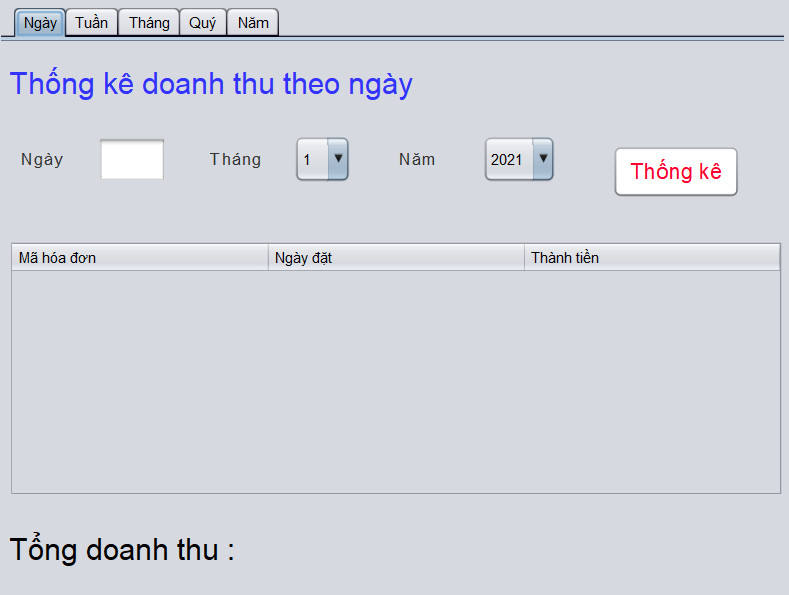 Ngày Tuần Tháng Quý Năm
Thống kê doanh thu theo ngày
Ngày Tháng 1 Năm 2021 Thống kê
Mã hóa đơn Ngày đặt Thành tiền
Tổng doanh thu :